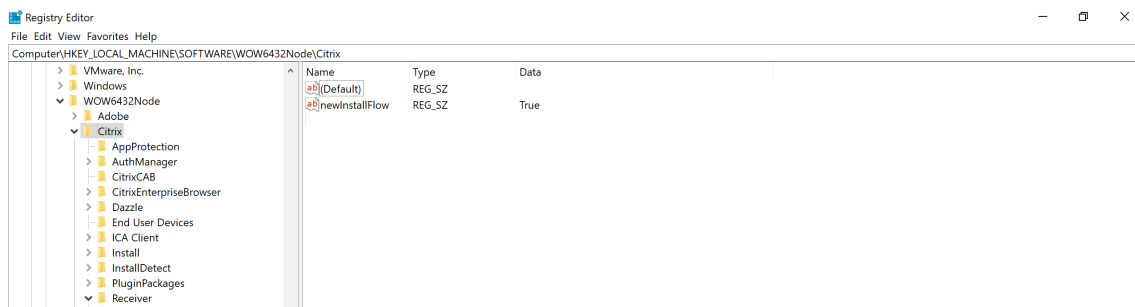 Registry Editor
File Edit View Favorites Help
Computer\HKEY_LOCAL_MACHINE\SOFTWARE\WOW6432Node\Citrix
VMware, Inc.
Windows
WOW6432Node
Adobe
Citrix
AppProtection
AuthManager
CitrixCAB
CitrixEnterpriseBrowser
Dazzle
End User Devices
ICA Client
Install
InstallDetect
PluginPackages
Receiver
Name Type Data
ab (Default) REG_SZ
ab newInstallFlow REG_SZ True